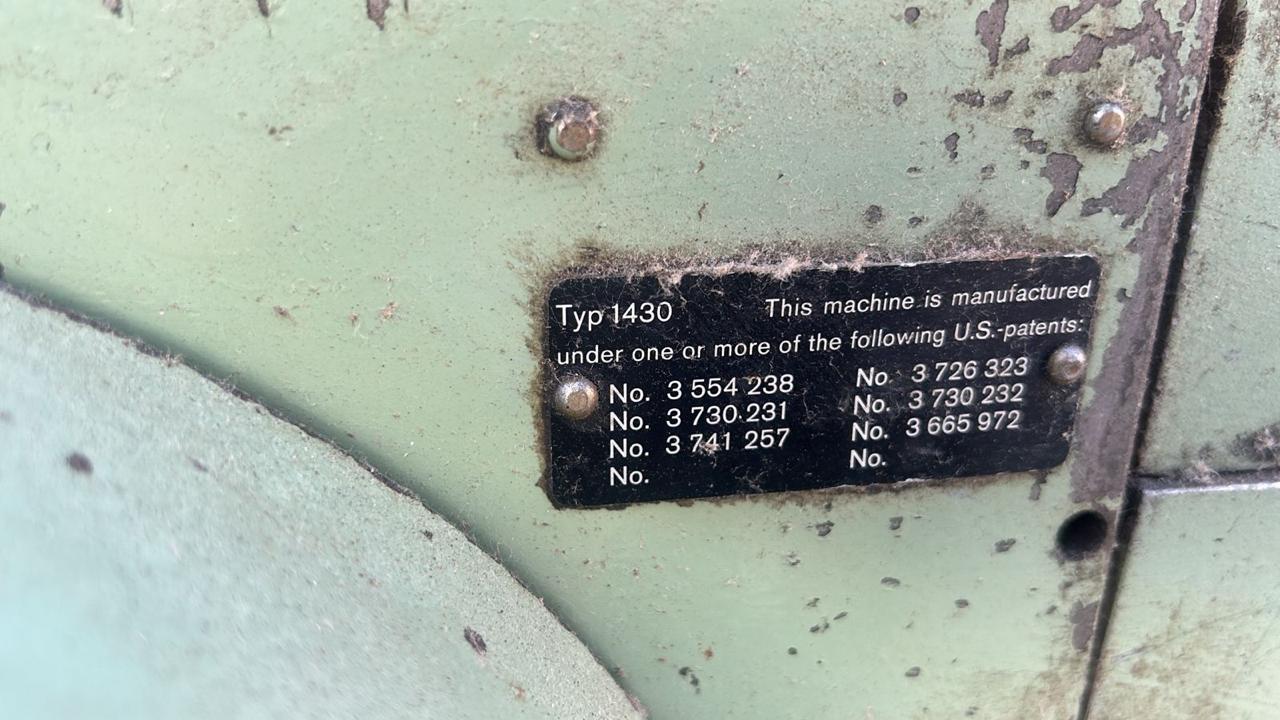 Typ 1430 This machine is manufactured
under one or more of the following U.S.-patents:
No. 3 554 238 No. 3 726 323
No. 3 730 231 No. 3 730 232
No. 3 741 257 No. 3 665 972
No. No.